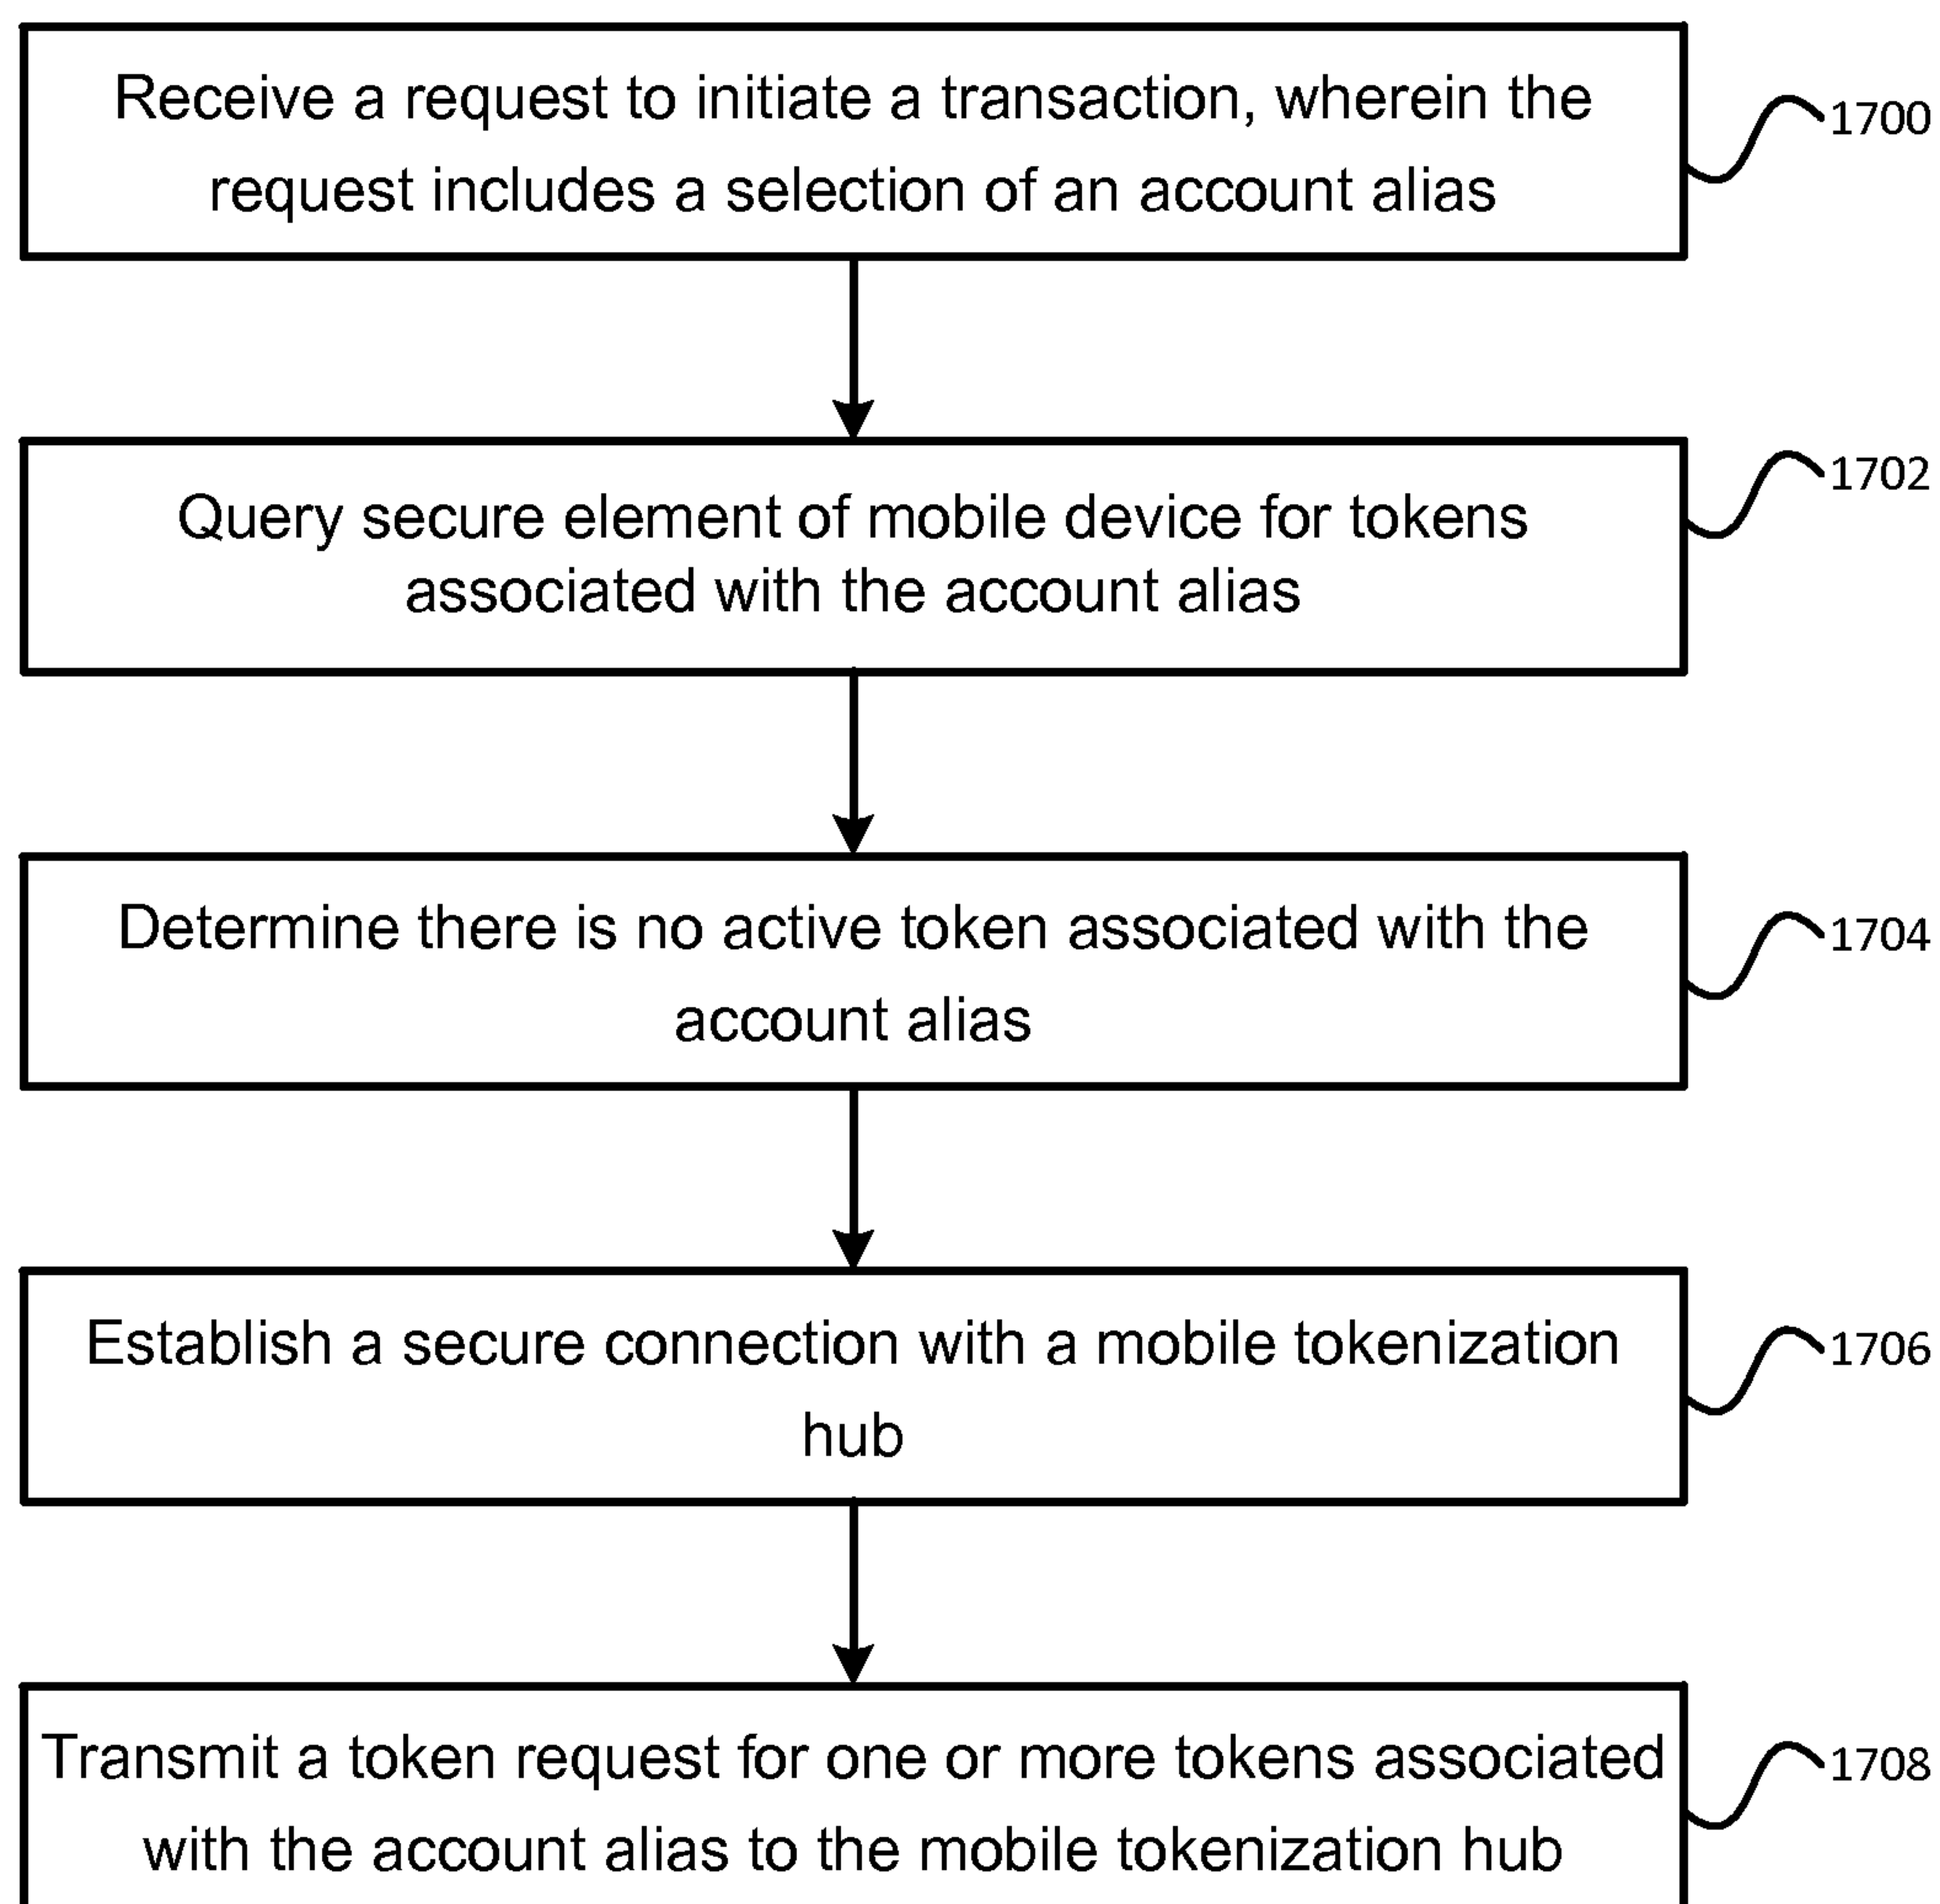 Receive a request to initiate a transaction, wherein the
request includes a selection of an account alias
1700
Query secure element of mobile device for tokens
associated with the account alias
1702
Determine there is no active token associated with the
account alias
1704
Establish a secure connection with a mobile tokenization
hub
1706
Transmit a token request for one or more tokens associated
with the account alias to the mobile tokenization hub
1708